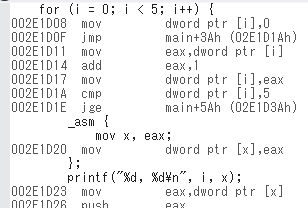 for (i = 0; i < 5; i++) {
002E1D08 mov dword ptr [i],0
002E1D0F jmp main+3Ah (02E1D1Ah)
002E1D11 mov eax,dword ptr [i]
002E1D14 add eax,1
002E1D17 mov dword ptr [i],eax
002E1D1A cmp dword ptr [i],5
002E1D1E jge main+5Ah (02E1D3Ah)
_asm {
mov x, eax;
002E1D20 mov dword ptr [x],eax
};
printf("%d, %d¥n", i, x);
002E1D23 mov eax,dword ptr [x]
002E1D26 push eax